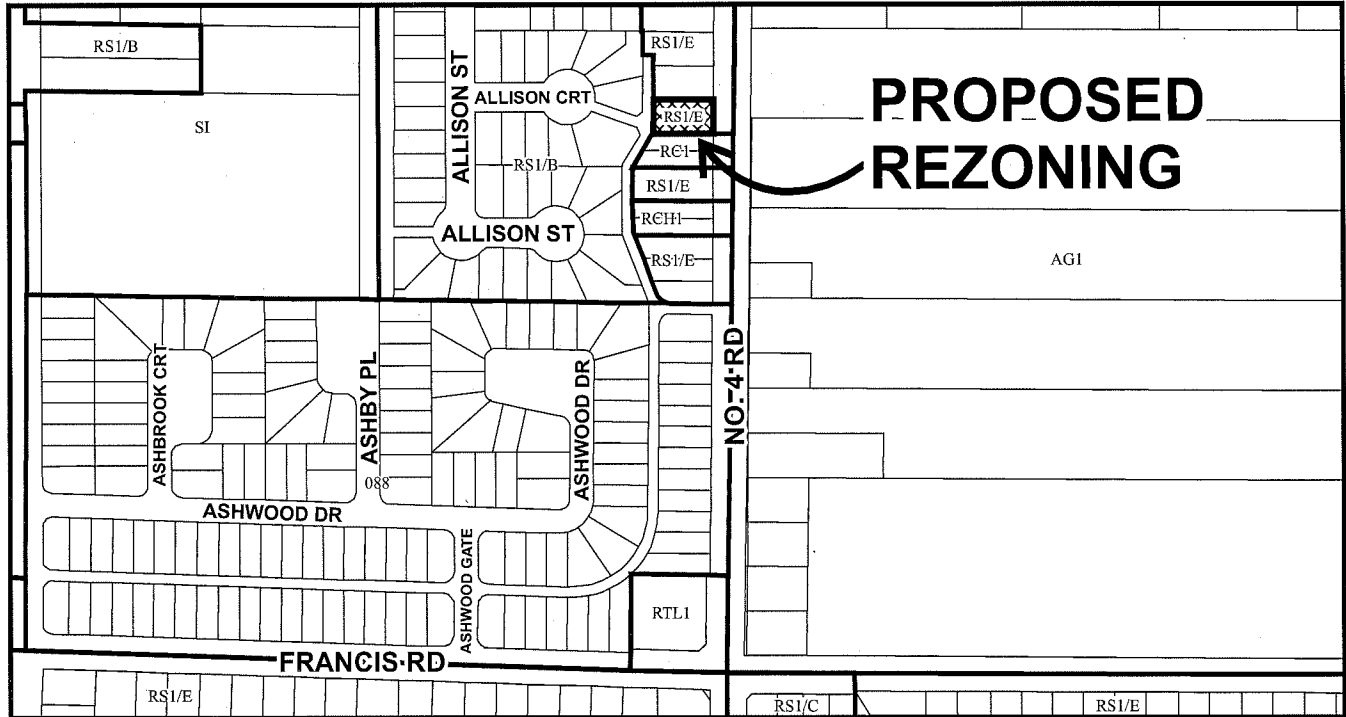 RS1/B
SI
ALLISON ST
ALLISON CRT
RS1/B
ALLISON ST
RS1/E
RS1/E
RC1
RS1/E
RCH1
RS1/E
PROPOSED
REZONING
AG1
NO. 4 RD
ASHBROOK CRT
ASHBY PL
088
ASHWOOD DR
ASHWOOD DR
ASHWOOD GATE
RTL1
FRANCIS RD
RS1/E
RS1/C
RS1/E